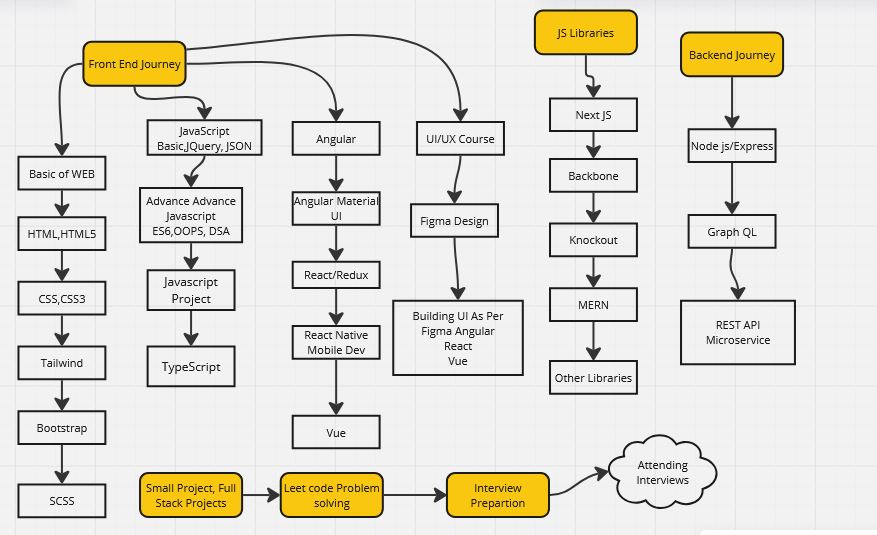 Front End Journey
Basic of WEB
HTML,HTML5
CSS,CSS3
Tailwind
Bootstrap
SCSS
JavaScript
Basic,JQuery, JSON
Advance Advance
Javascript
ES6,OOPS, DSA
Javascript
Project
TypeScript
Angular
Angular Material
UI
React/Redux
React Native
Mobile Dev
Vue
UI/UX Course
Figma Design
Building UI As Per
Figma Angular
React
Vue
JS Libraries
Next JS
Backbone
Knockout
MERN
Other Libraries
Backend Journey
Node js/Express
Graph QL
REST API
Microservice
Small Project, Full
Stack Projects
Leet code Problem
solving
Interview
Prepartion
Attending
Interviews